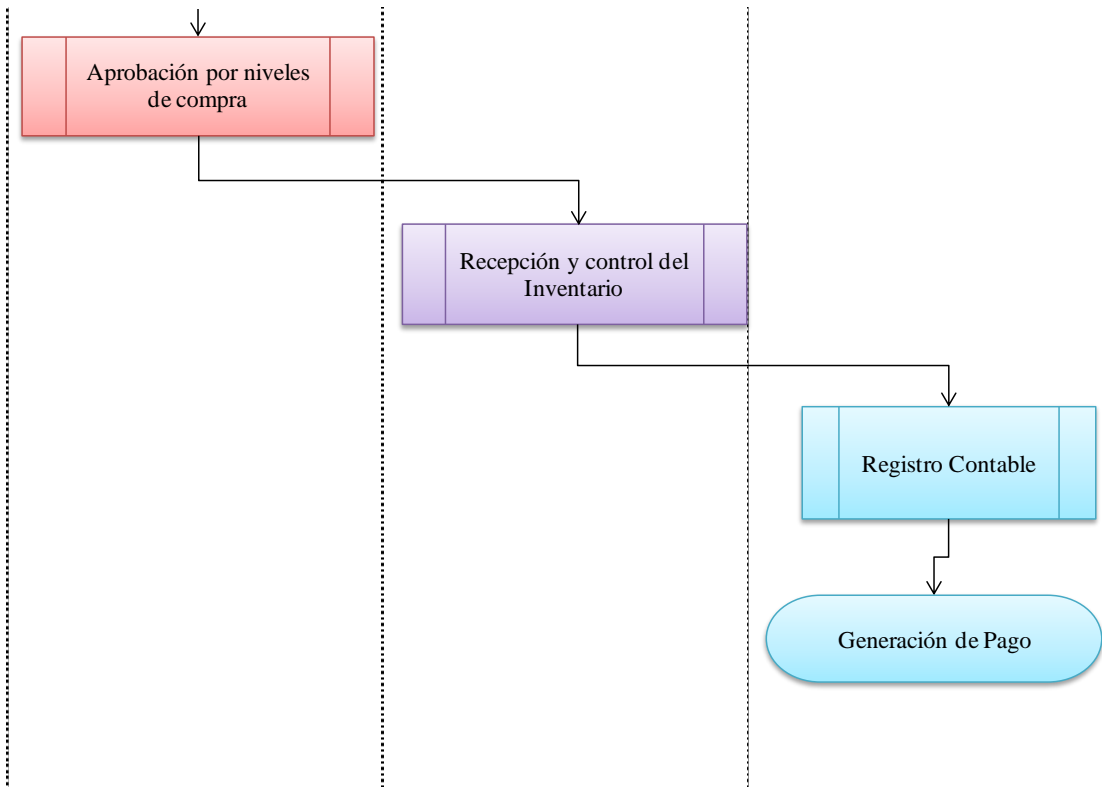 Aprobación por niveles
de compra
Recepción y control del
Inventario
Registro Contable
Generación de Pago